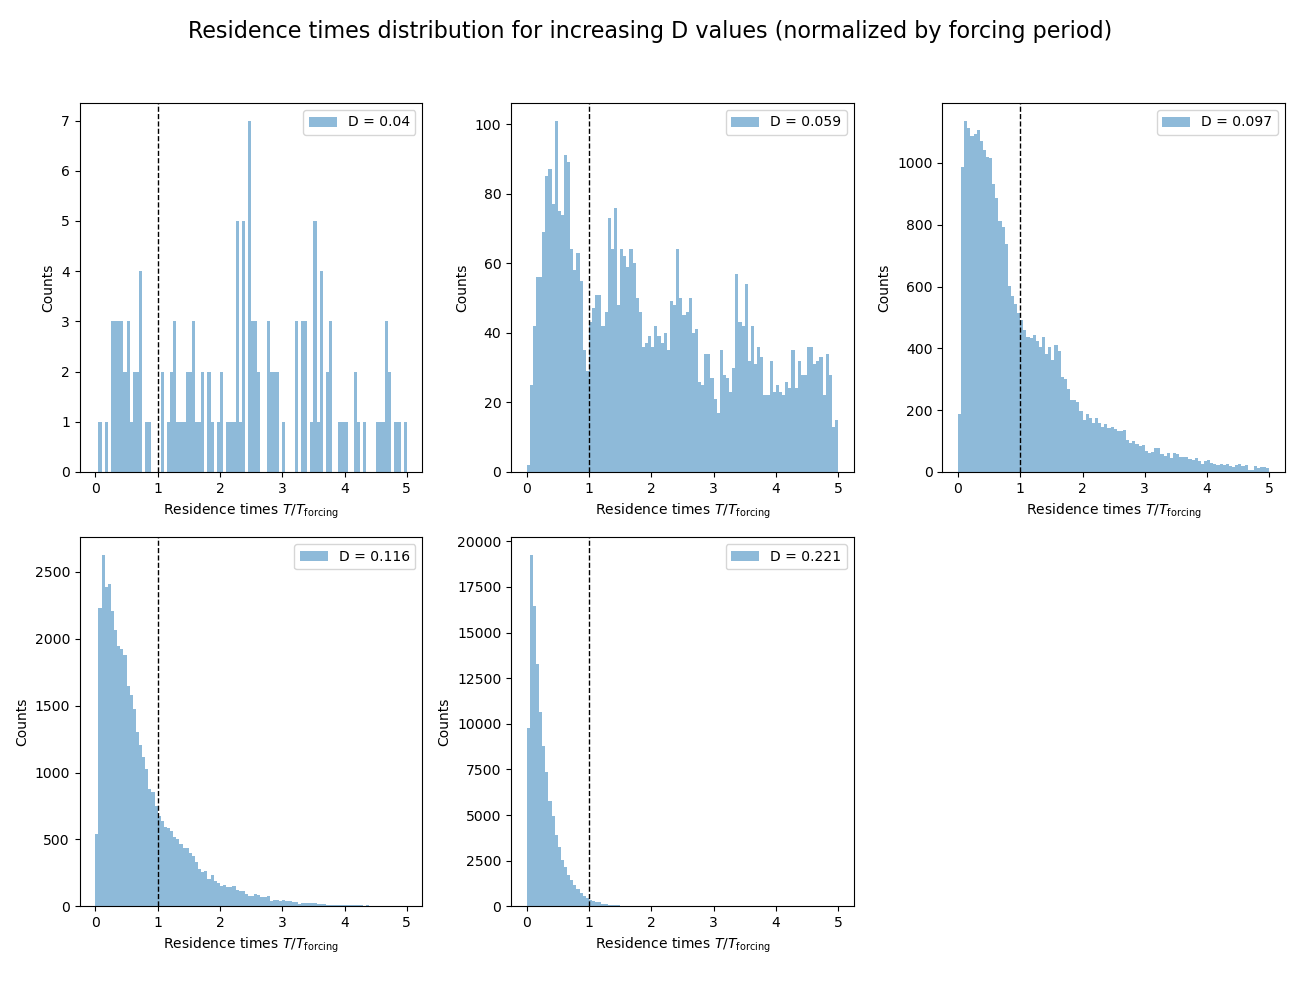 Residence times distribution for increasing D values (normalized by forcing period)
D = 0.04
Counts
7
6
5
4
3
2
1
0
0 1 2 3 4 5
Residence times T/T_forcing
D = 0.059
Counts
100
80
60
40
20
0
0 1 2 3 4 5
Residence times T/T_forcing
D = 0.097
Counts
1000
800
600
400
200
0
0 1 2 3 4 5
Residence times T/T_forcing
D = 0.116
Counts
2500
2000
1500
1000
500
0
0 1 2 3 4 5
Residence times T/T_forcing
D = 0.221
Counts
20000
17500
15000
12500
10000
7500
5000
2500
0
0 1 2 3 4 5
Residence times T/T_forcing